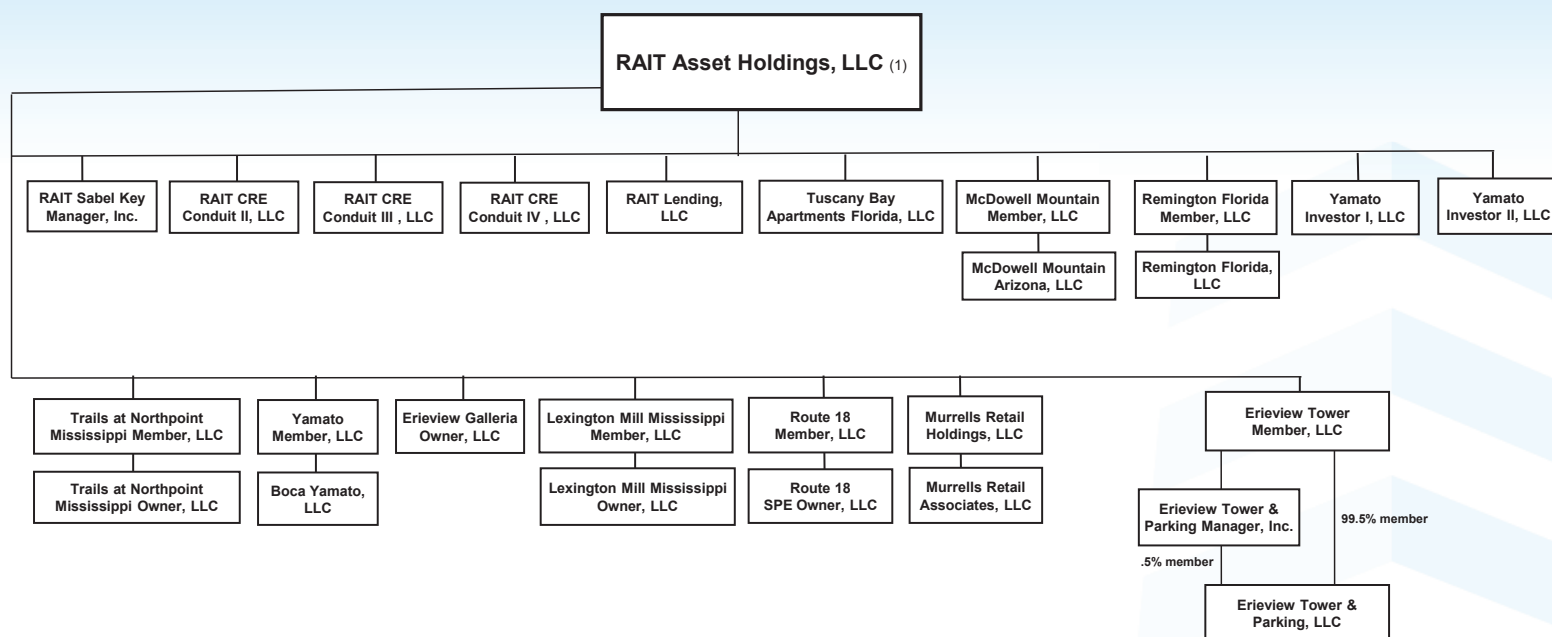 RAIT Asset Holdings, LLC (1)
RAIT Sabel Key
Manager, Inc.
RAIT CRE
Conduit II, LLC
RAIT CRE
Conduit III , LLC
RAIT CRE
Conduit IV , LLC
RAIT Lending,
LLC
Tuscany Bay
Apartments Florida, LLC
McDowell Mountain
Member, LLC
Remington Florida
Member, LLC
Yamato
Investor I, LLC
Yamato
Investor II, LLC
McDowell Mountain
Arizona, LLC
Remington Florida,
LLC
Trails at Northpoint
Mississippi Member, LLC
Yamato
Member, LLC
Erieview Galleria
Owner, LLC
Lexington Mill Mississippi
Member, LLC
Route 18
Member, LLC
Murrells Retail
Holdings, LLC
Erieview Tower
Member, LLC
Trails at Northpoint
Mississippi Owner, LLC
Boca Yamato,
LLC
Lexington Mill Mississippi
Owner, LLC
Route 18
SPE Owner, LLC
Murrells Retail
Associates, LLC
Erieview Tower &
Parking Manager, Inc.
99.5% member
.5% member
Erieview Tower &
Parking, LLC